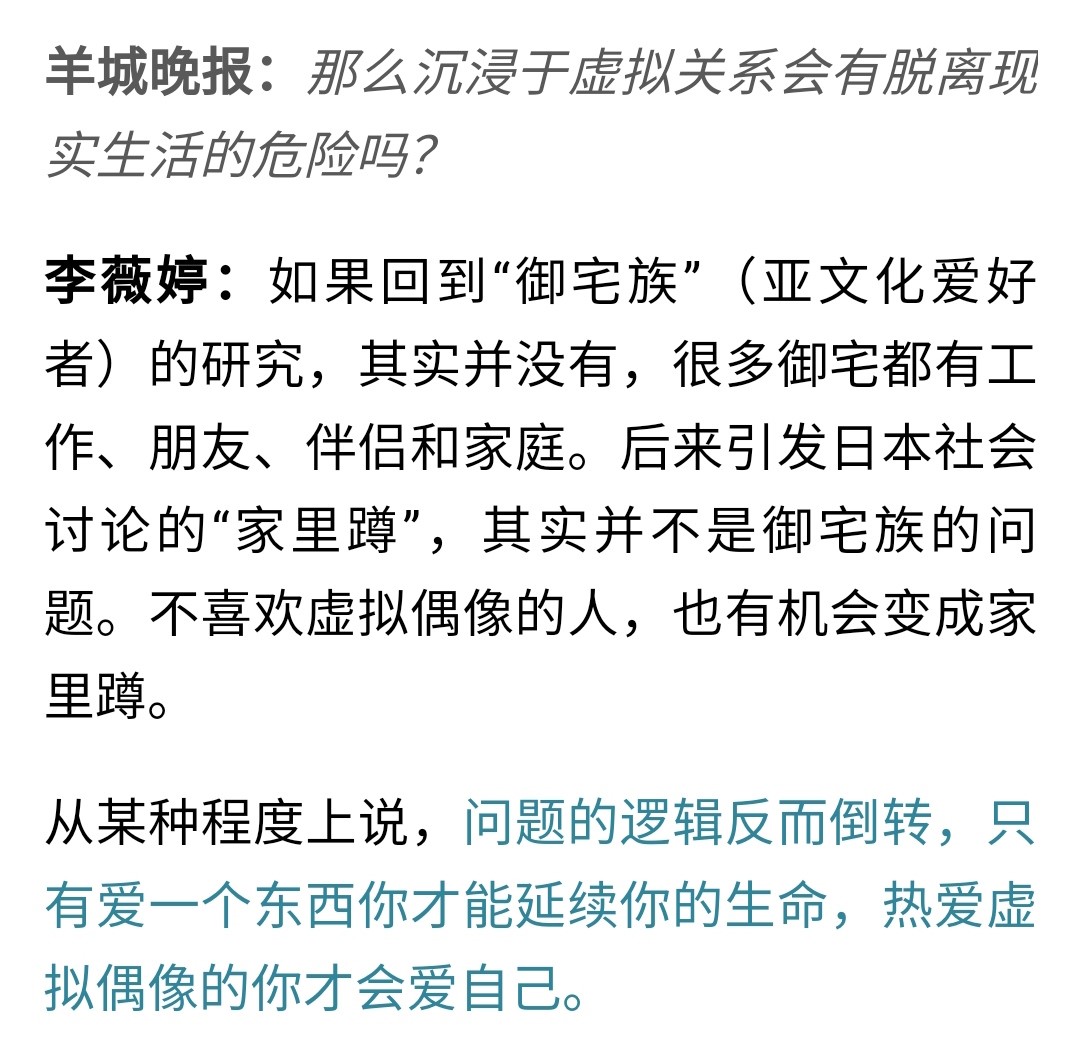 羊城晚报：那么沉浸于虚拟关系会有脱离现
实生活的危险吗？
李薇婷：如果回到“御宅族”（亚文化爱好
者）的研究，其实并没有，很多御宅都有工
作、朋友、伴侣和家庭。后来引发日本社会
讨论的“家里蹲”，其实并不是御宅族的问
题。不喜欢虚拟偶像的人，也有机会变成家
里蹲。
从某种程度上说，问题的逻辑反而倒转，只
有爱一个东西你才能延续你的生命，热爱虚
拟偶像的你才会爱自己。